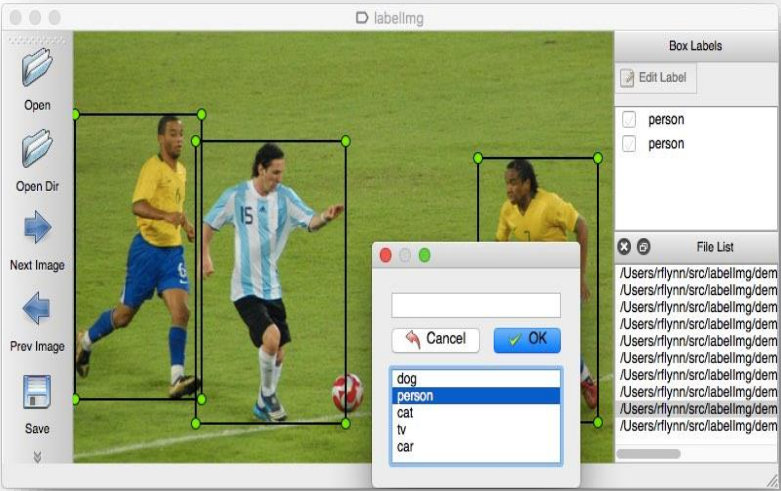 labelImg
Open
Open Dir
Next Image
Prev Image
Save
6
15
7
Cancel
OK
dog
person
cat
tv
car
Box Labels
Edit Label
person
person
File List
/Users/rflynn/src/labelImg/dem
/Users/rflynn/src/labelImg/dem
/Users/rflynn/src/labelImg/dem
/Users/rflynn/src/labelImg/dem
/Users/rflynn/src/labelImg/dem
/Users/rflynn/src/labelImg/dem
/Users/rflynn/src/labelImg/dem
/Users/rflynn/src/labelImg/dem
/Users/rflynn/src/labelImg/dem
/Users/rflynn/src/labelImg/dem